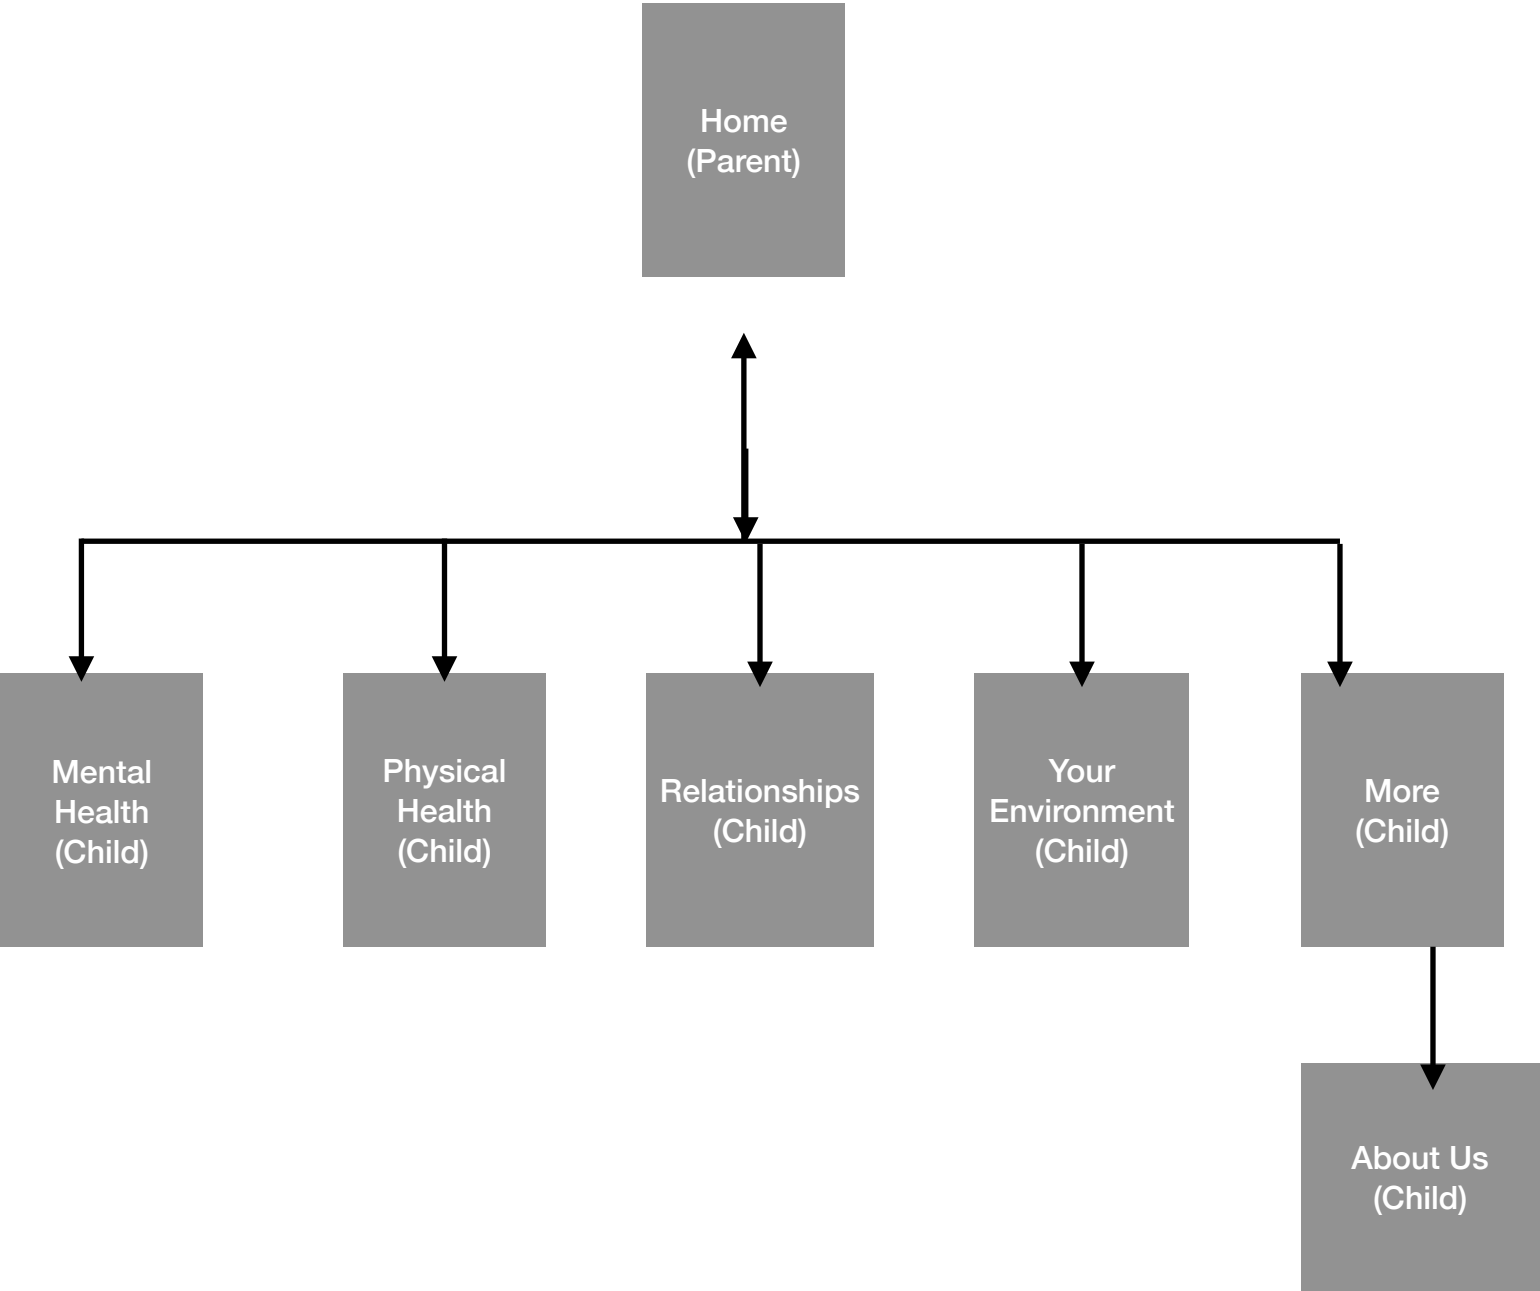 Home
(Parent)
Mental
Health
(Child)
Physical
Health
(Child)
Relationships
(Child)
Your
Environment
(Child)
More
(Child)
About Us
(Child)